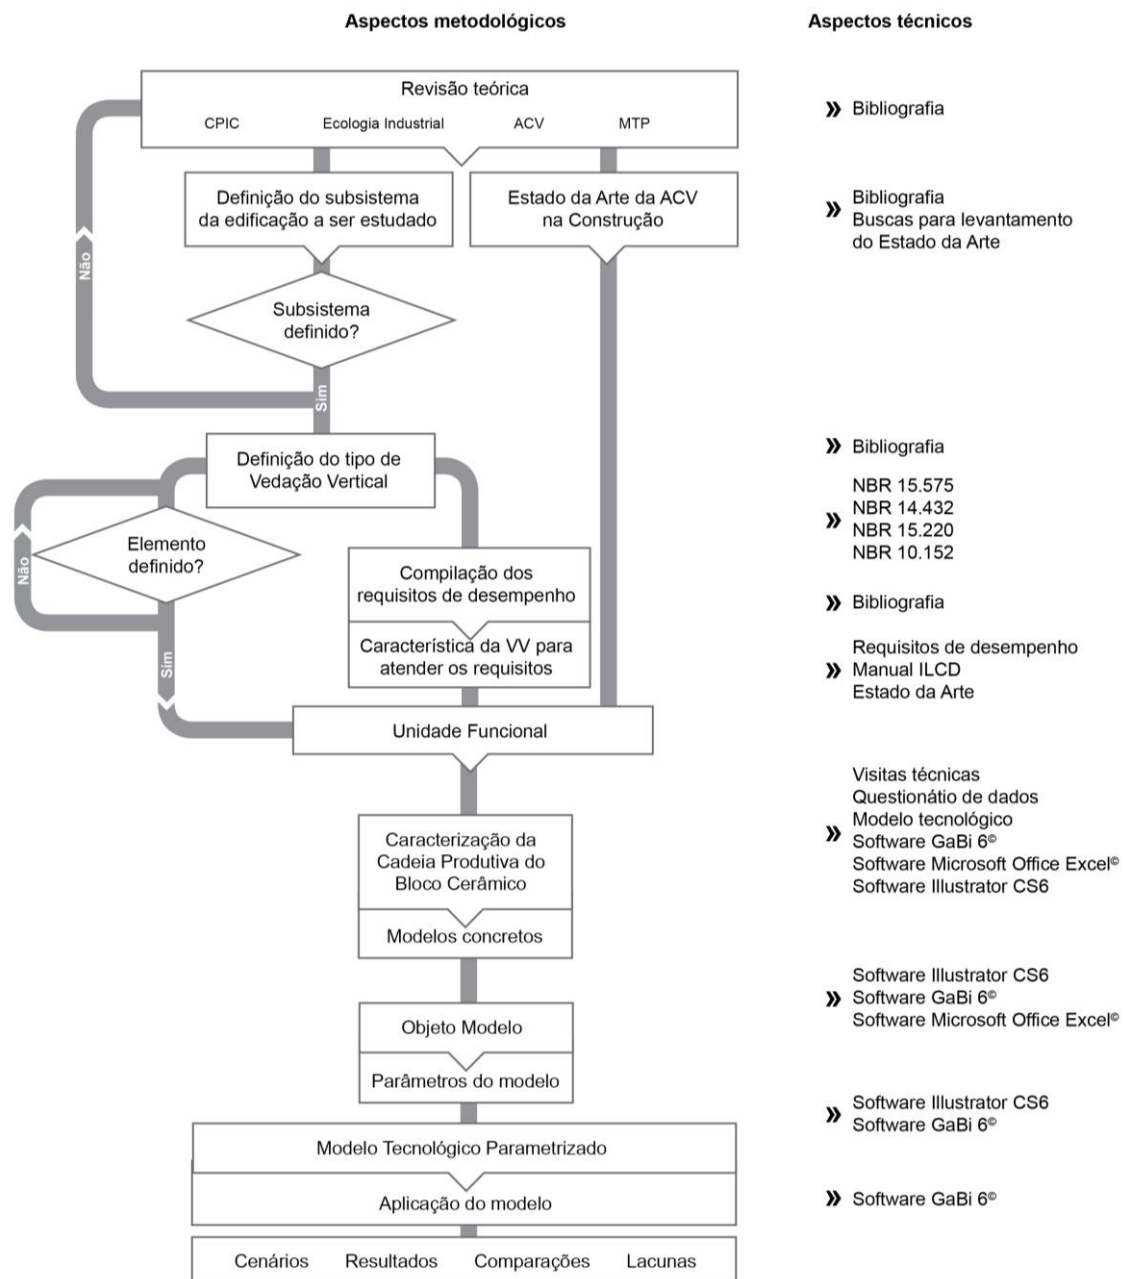 Aspectos metodológicos
Aspectos técnicos
Revisão teórica
CPIC
Ecologia Industrial
ACV
MTP
Bibliografia
Definição do subsistema
da edificação a ser estudado
Estado da Arte da ACV
na Construção
Bibliografia
Buscas para levantamento
do Estado da Arte
Não
Subsistema
definido?
Sim
Definição do tipo de
Vedação Vertical
Bibliografia
NBR 15.575
NBR 14.432
NBR 15.220
NBR 10.152
Elemento
definido?
Não
Sim
Compilação dos
requisitos de desempenho
Bibliografia
Característica da VV para
atender os requisitos
Requisitos de desempenho
Manual ILCD
Estado da Arte
Unidade Funcional
Visitas técnicas
Questionátio de dados
Modelo tecnológico
Software GaBi 6©
Software Microsoft Office Excel©
Software Illustrator CS6
Caracterização da
Cadeia Produtiva do
Bloco Cerâmico
Modelos concretos
Software Illustrator CS6
Software GaBi 6©
Software Microsoft Office Excel©
Objeto Modelo
Parâmetros do modelo
Software Illustrator CS6
Software GaBi 6©
Modelo Tecnológico Parametrizado
Aplicação do modelo
Software GaBi 6©
Cenários
Resultados
Comparações
Lacunas